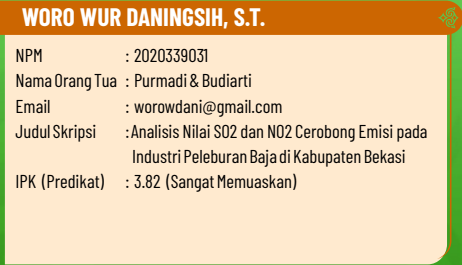 WORO WUR DANINGSIH, S.T.
NPM : 2020339031
Nama Orang Tua : Purmadi & Budiarti
Email : worowdani@gmail.com
Judul Skripsi :Analisis Nilai SO2 dan NO2 Cerobong Emisi pada
Industri Peleburan Baja di Kabupaten Bekasi
IPK (Predikat) : 3.82 (Sangat Memuaskan)